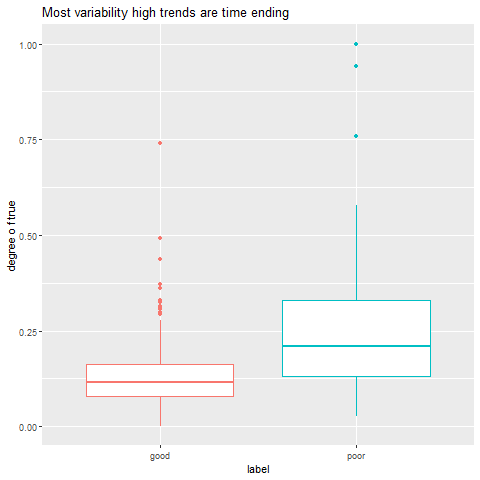 Most variability high trends are time ending
degree o ftrue
1.00
0.75
0.50
0.25
0.00
good
poor
label